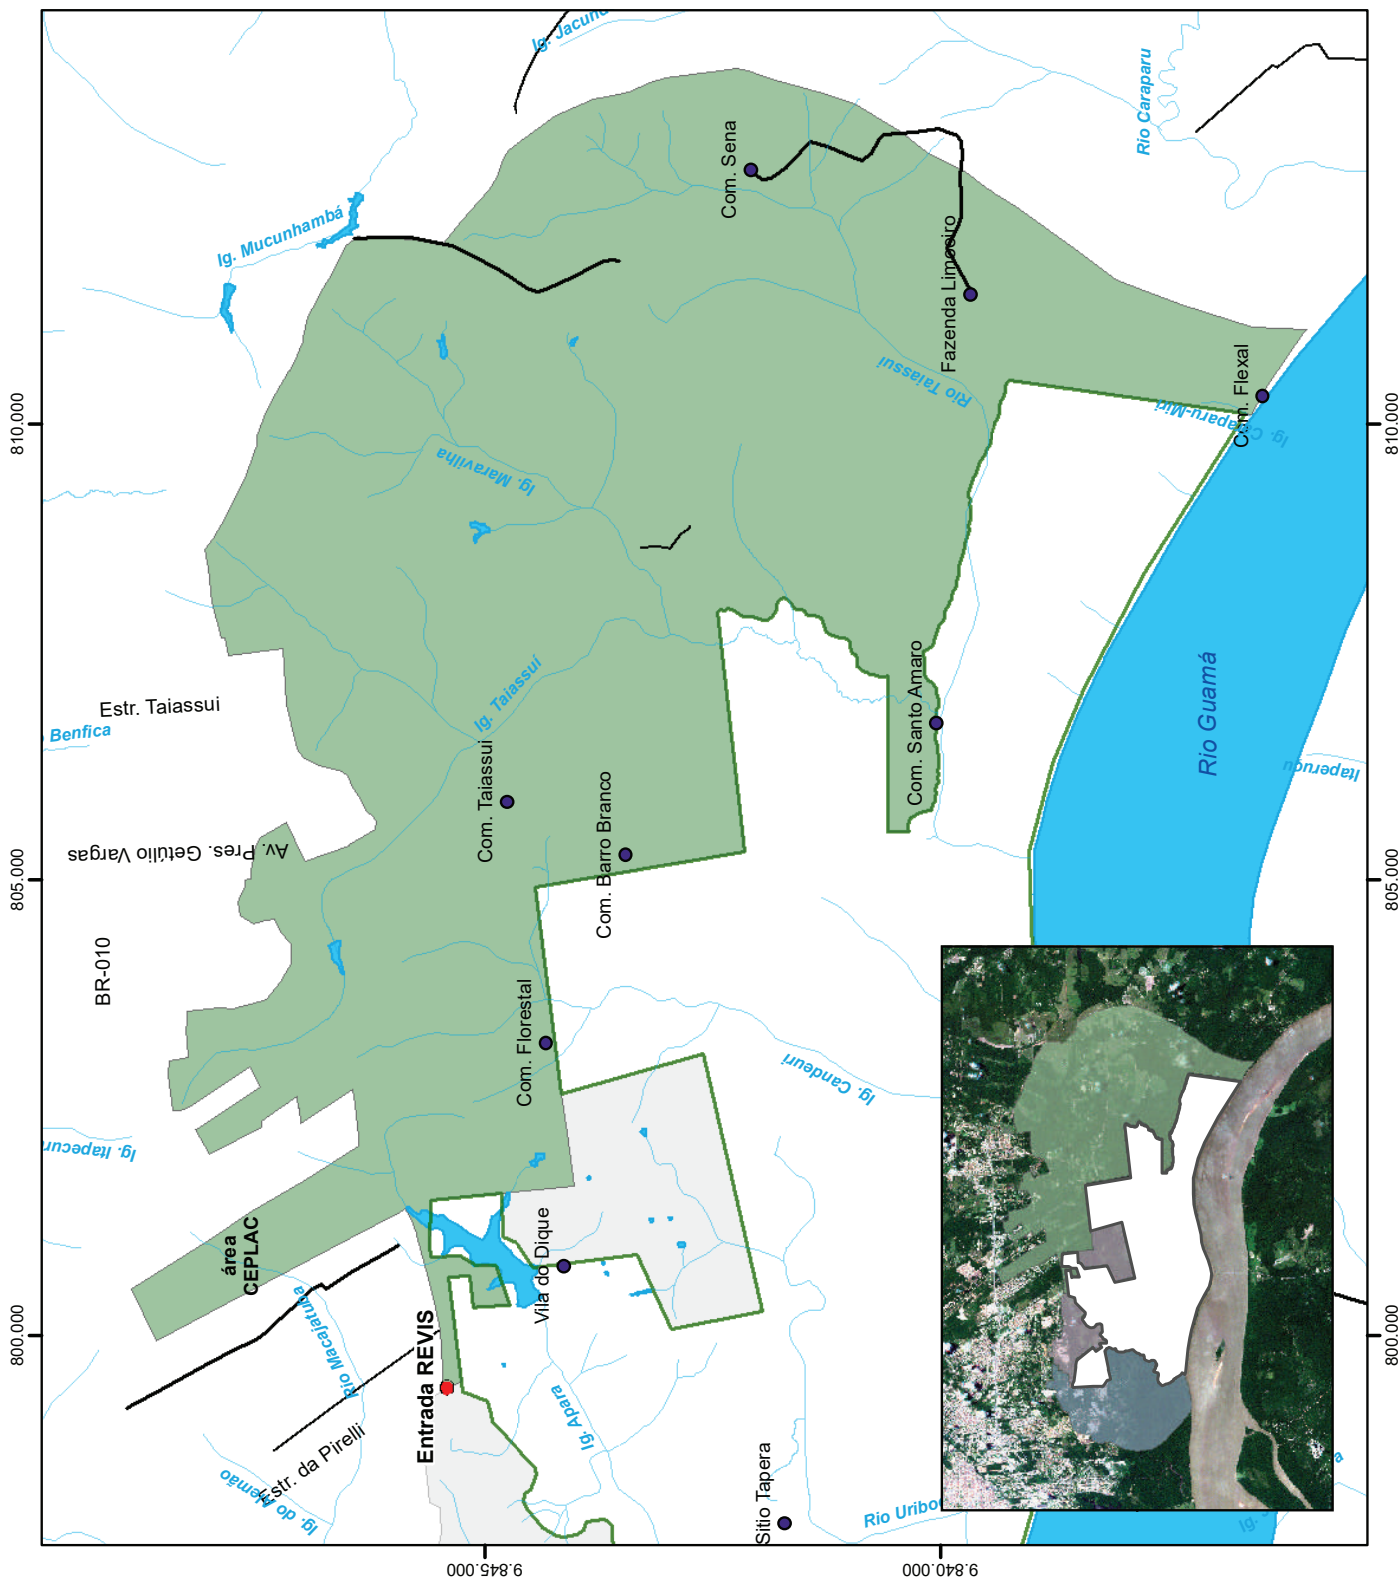 Ig. Jacund
Rio Caraparu
Com. Sena
Ig. Mucunhambá
Fazenda Limoeiro
Rio Taiassuí
Com. Flexal
Ig. Caraparu-Miri
810.000
810.000
Ig. Maravilha
Estr. Taiassui
Benfica
Ig. Taiassuí
Com. Taiassui
Com. Santo Amaro
Rio Guamá
Itaperuçu
Av. Pres. Getúlio Vargas
Com. Barro Branco
805.000
805.000
BR-010
Com. Florestal
Ig. Candeuri
Ig. Itapecur
área
CEPLAC
Vila do Dique
Rio Macajatuba
800.000
800.000
Entrada REVIS
Ig. Apara
Estr. da Pirelli
Ig. do Alemão
Sitio Tapera
Rio Uribo
9.845.000
9.840.000